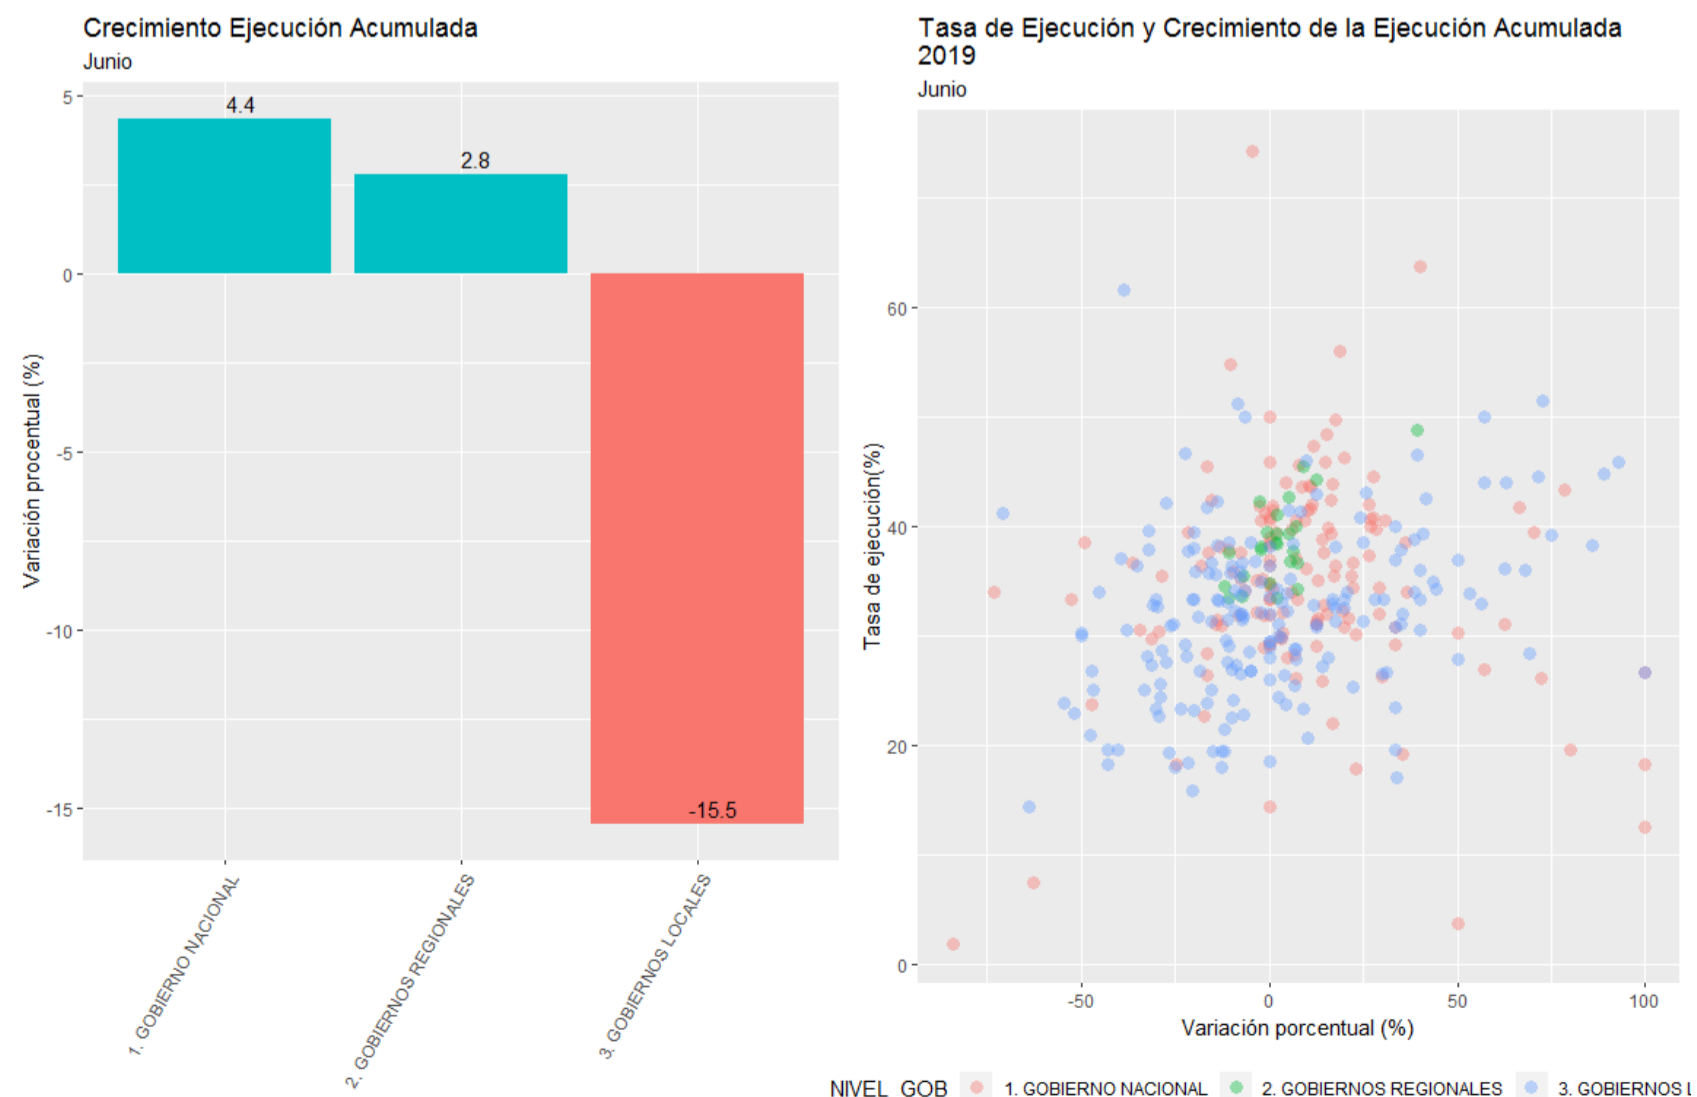 Crecimiento Ejecución Acumulada
Junio
Variación procentual (%)
5
0
-5
-10
-15
4.4
2.8
-15.5
1. GOBIERNO NACIONAL
2. GOBIERNOS REGIONALES
3. GOBIERNOS LOCALES
Tasa de Ejecución y Crecimiento de la Ejecución Acumulada
2019
Junio
Tasa de ejecución(%)
60
40
20
0
-50
0
50
100
Variación porcentual (%)
NIVEL_GOB
1. GOBIERNO NACIONAL
2. GOBIERNOS REGIONALES
3. GOBIERNOS L